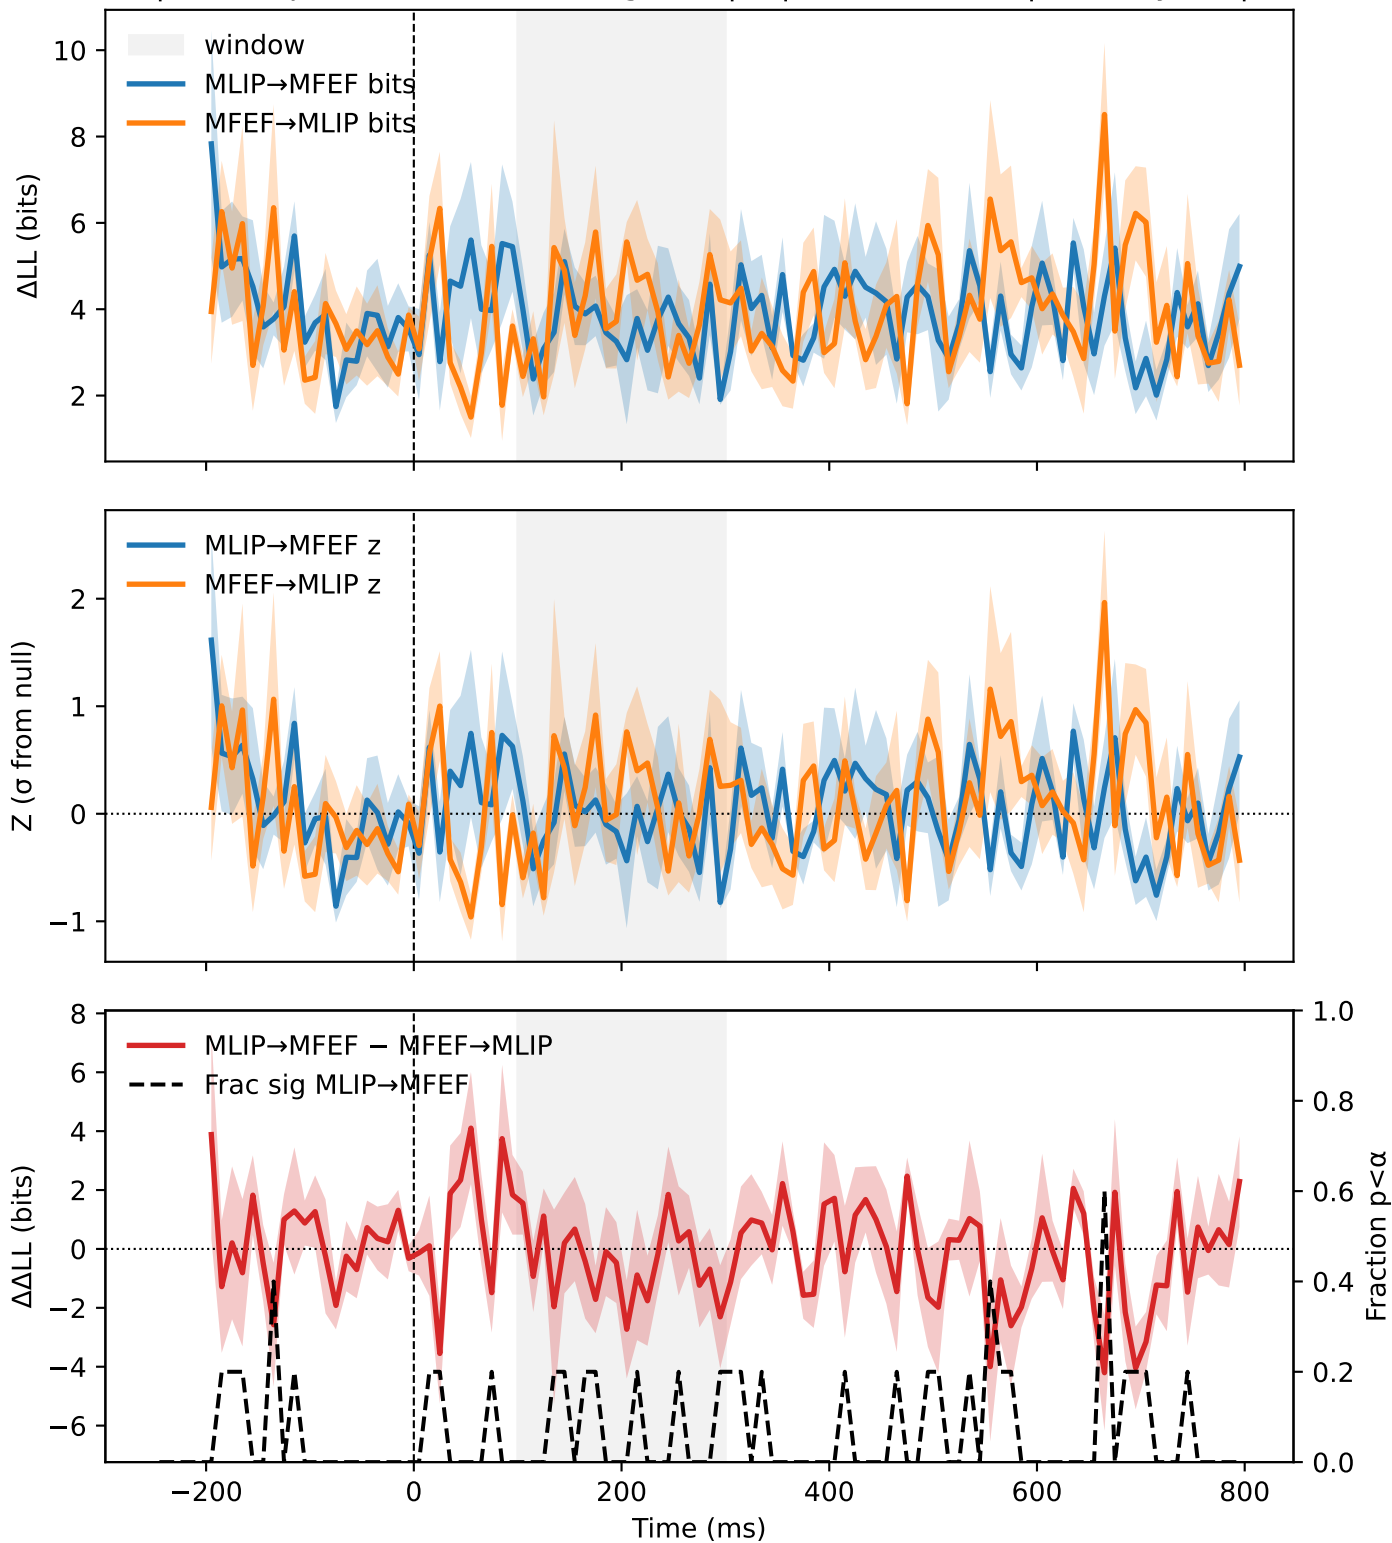 10
8
6
4
2
ΔLL (bits)
window
MLIP→MFEF bits
MFEF→MLIP bits
2
1
0
−1
Z (σ from null)
MLIP→MFEF z
MFEF→MLIP z
8
6
4
2
0
−2
−4
−6
ΔΔLL (bits)
MLIP→MFEF − MFEF→MLIP
Frac sig MLIP→MFEF
1.0
0.8
0.6
0.4
0.2
0.0
Fraction p<α
−200
0
200
400
600
800
Time (ms)